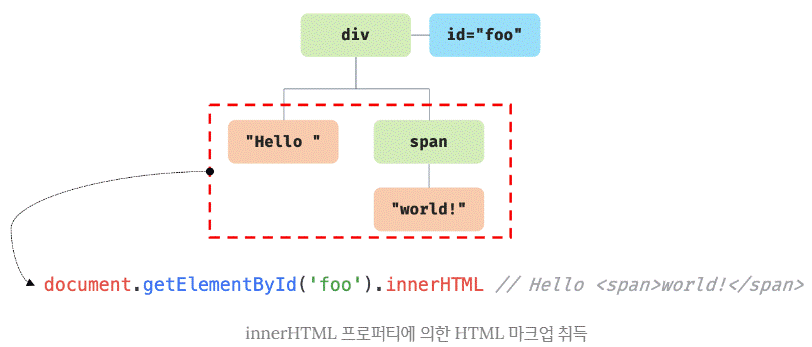 div
id="foo"
"Hello "
span
"world!"
document.getElementById('foo').innerHTML // Hello <span>world!</span>
innerHTML 프로퍼티에 의한 HTML 마크업 취득